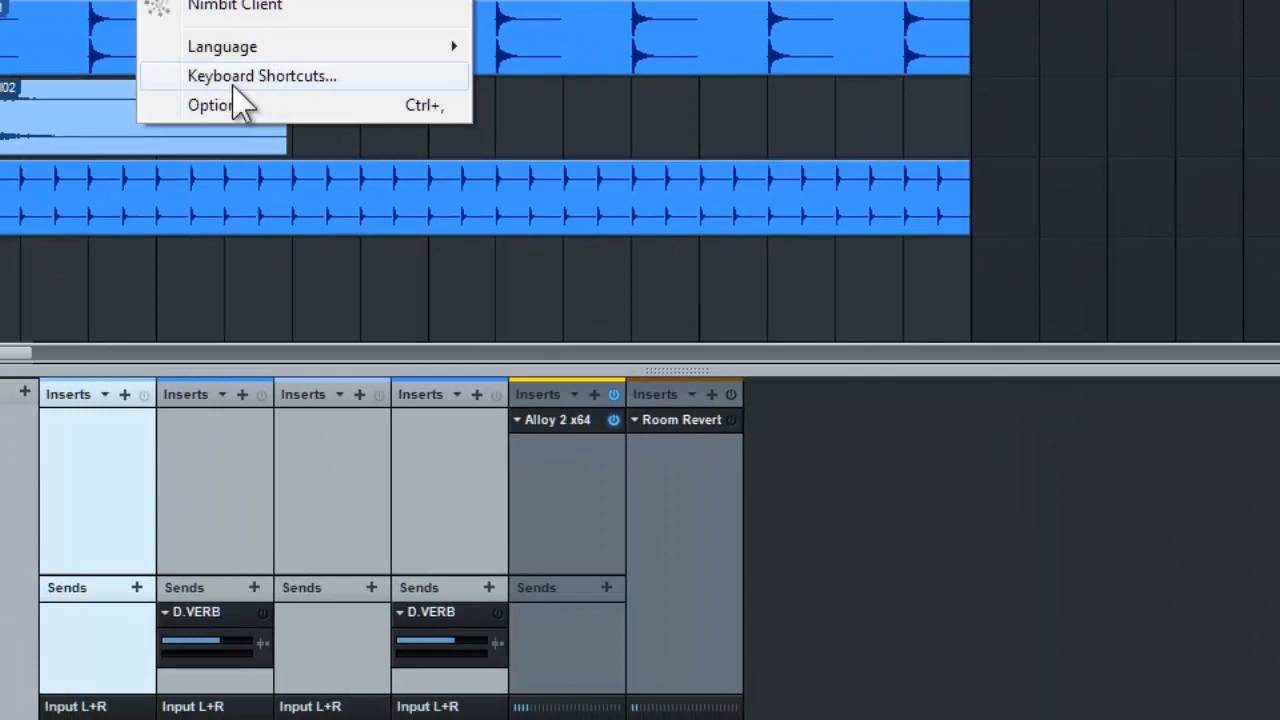 Nimbit Client
Language
Keyboard Shortcuts...
Option
Ctrl+,
02
Inserts
Inserts
Inserts
Inserts
Inserts
Inserts
Alloy 2 x64
Room Revert
Sends
Sends
Sends
Sends
Sends
D.VERB
D.VERB
Input L+R
Input L+R
Input L+R
Input L+R